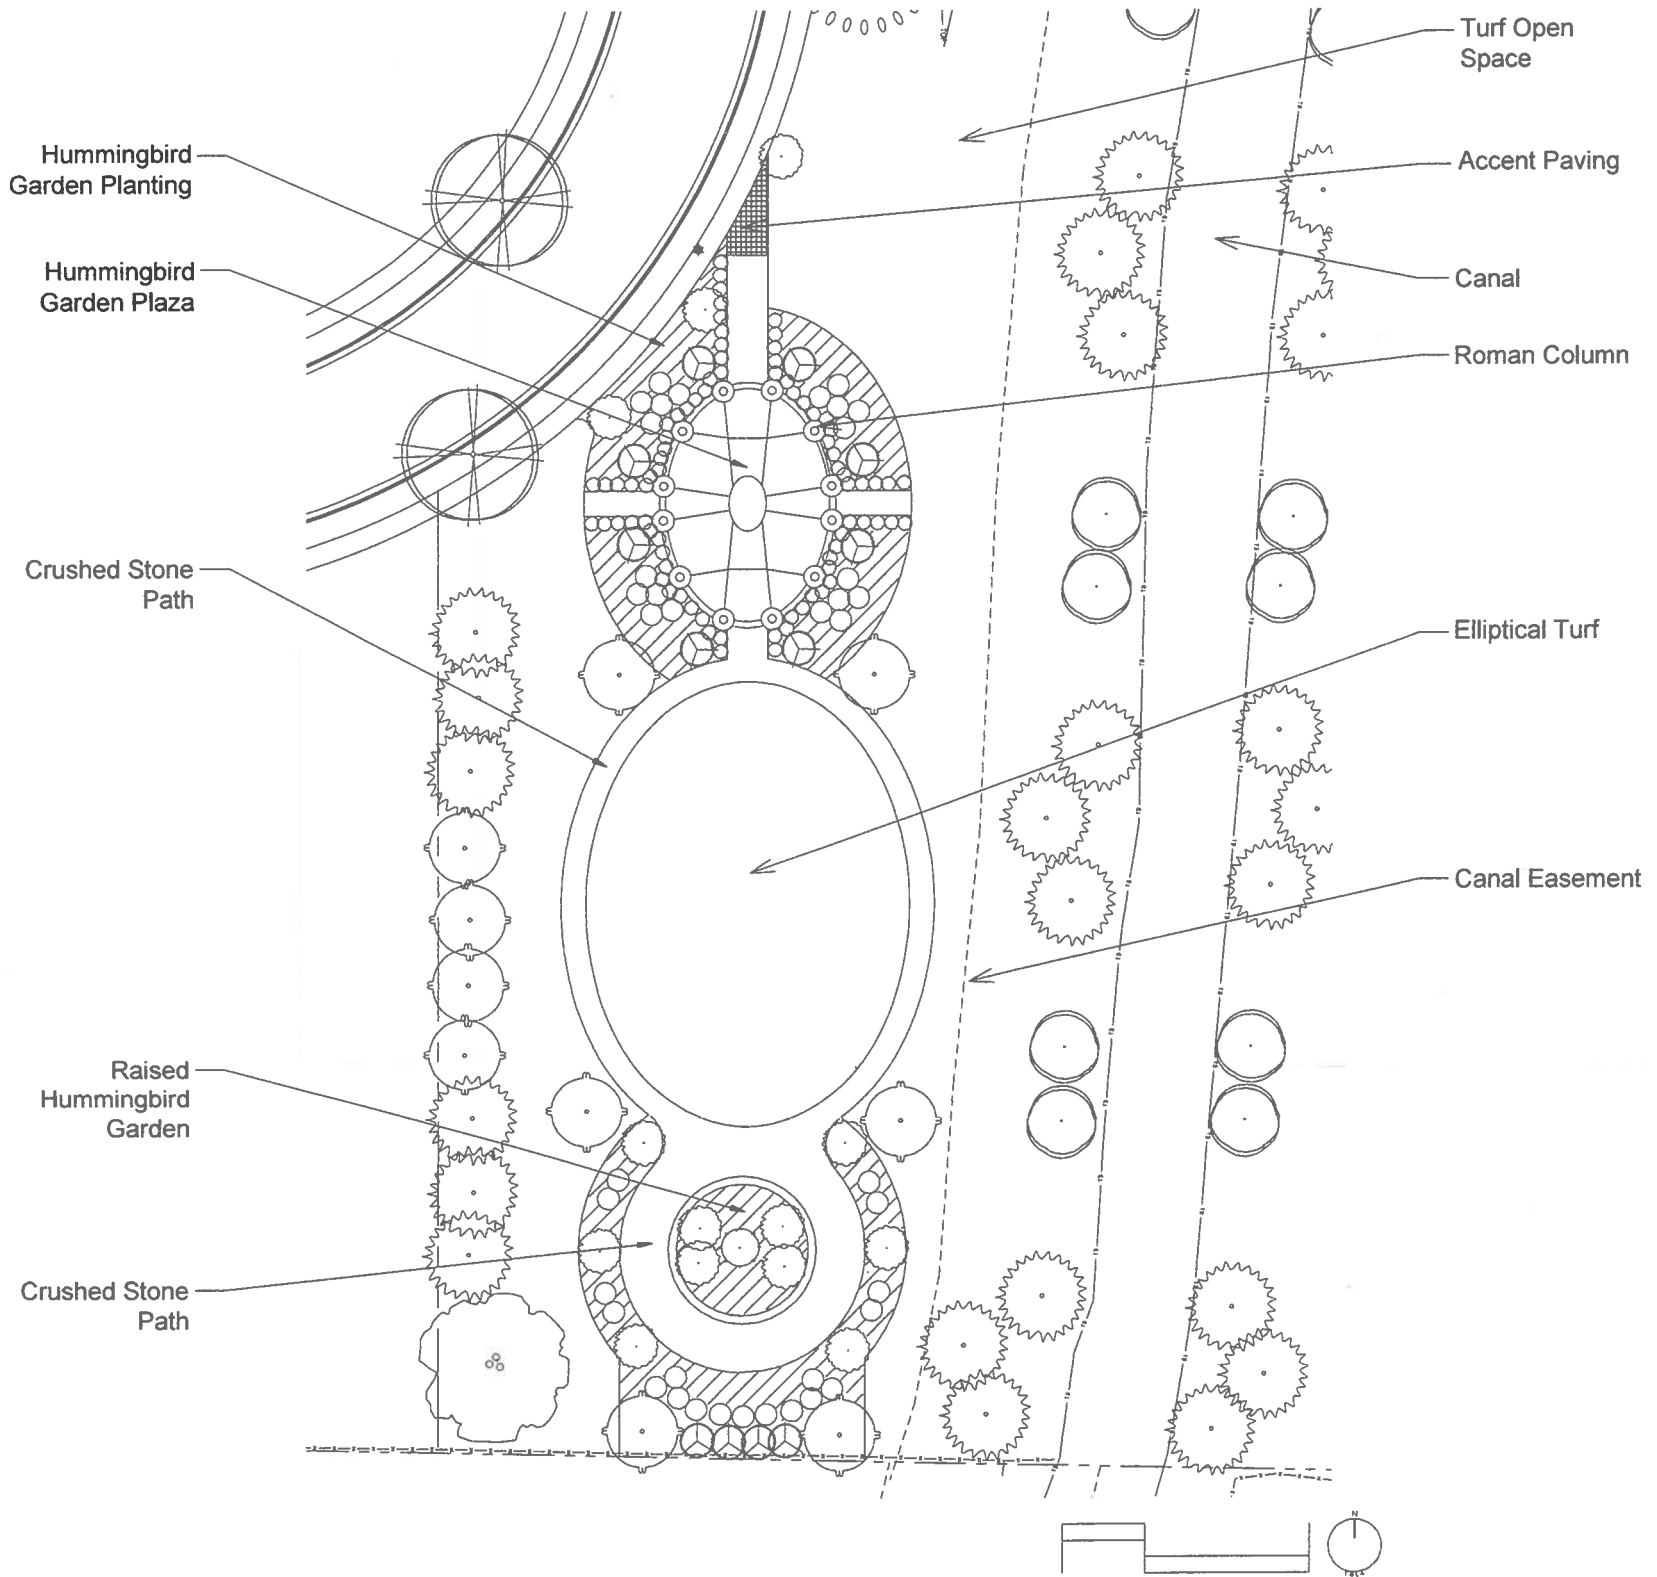 Turf Open
Space
Hummingbird
Garden Planting
Accent Paving
Hummingbird
Garden Plaza
Canal
Roman Column
Crushed Stone
Path
Elliptical Turf
Canal Easement
Raised
Hummingbird
Garden
Crushed Stone
Path
N